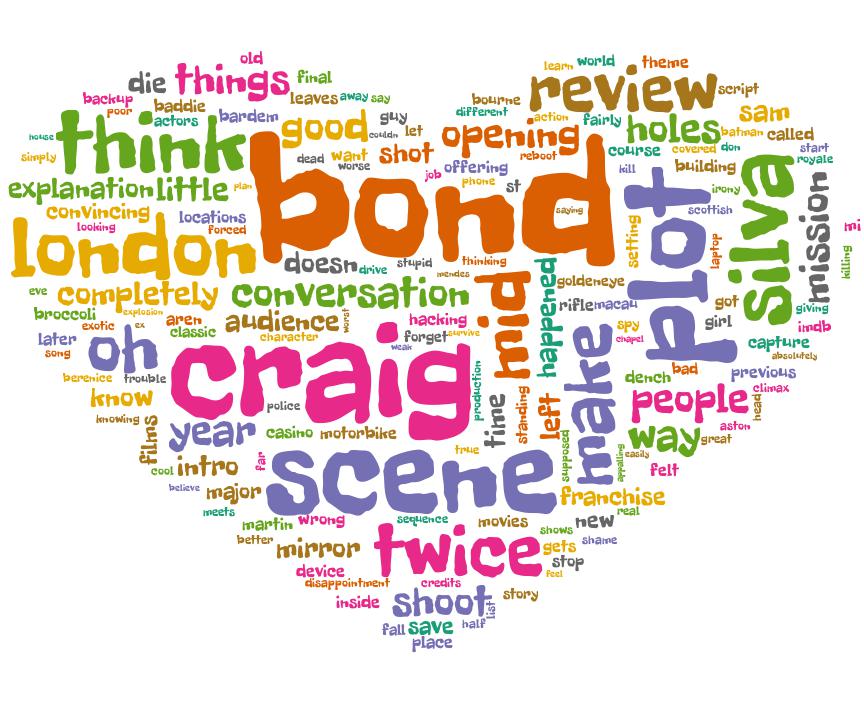 old
die things final
backup baddie leaves away say
poor actors bardem guy
learn world theme
bourne review script
different action fairly sam
house think good couldn let opening holes batman called
simply dead want shot reboot course covered don start
worse job offering building royale
explanation little plan phone st kill irony
convincing locations bond saying scottish
looking forced
london doesn drive stupid thinking setting plot laptop silva mission mi
killing
eve completely conversation mendes goldeneye
broccoli explosion audience worst mid happened rifle macau got giving
exotic ex aren hacking spy girl imdb
later classic character forget survive chapel capture
song oh weak absolutely
berenice trouble craig production make dench bad previous
know police people climax
knowing time standing left aston head
films year casino motorbike way great
true supposed appalling easily
cool intro far scene felt
believe major franchise
meets real
martin wrong sequence movies new
better mirror twice shows shame
gets stop
device feel
disappointment credits
inside shoot list story
fall save half
place